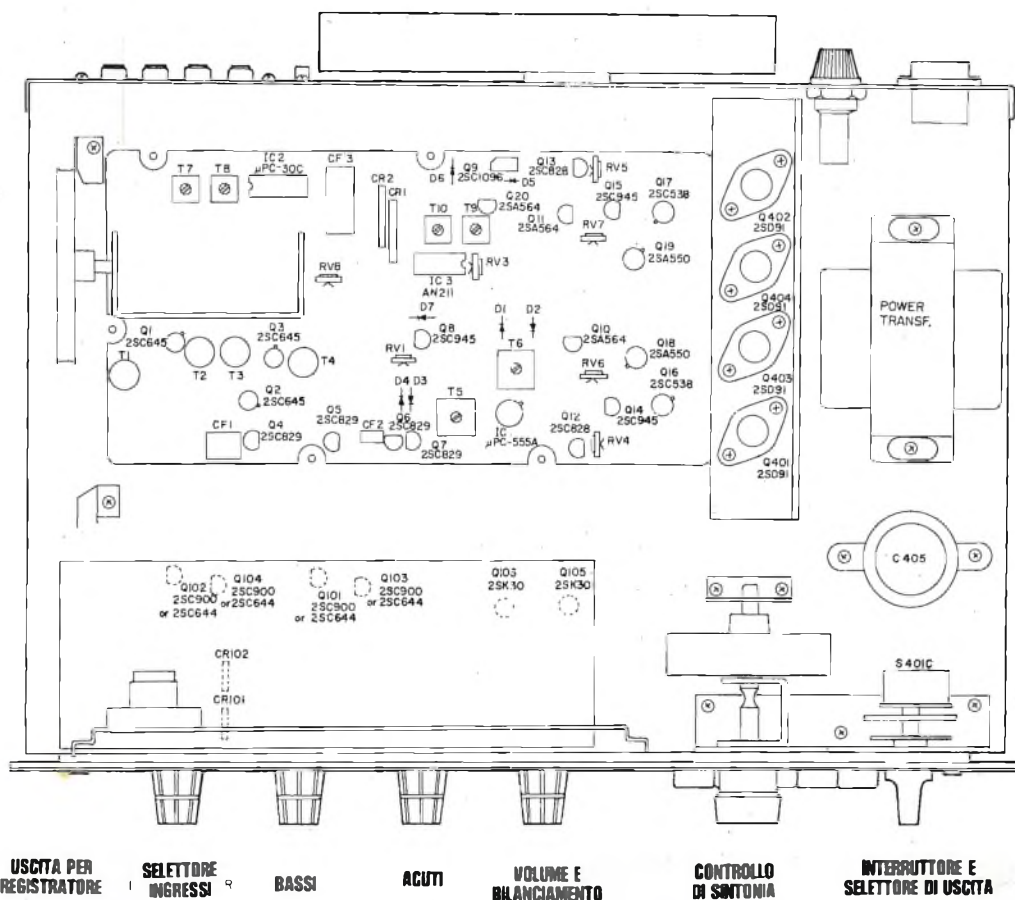 IC2
μPC-30C
CF3
T7
T8
CR2
CR1
D6
Q9
2SC1096
D5
Q13
2SC828
RV5
Q20
2SA564
Q15
2SC945
Q17
2SC538
Q11
2SA564
RV7
T10
T9
Q19
2SA550
Q402
2SD91
RV8
IC3
AN211
RV3
D7
D1
D2
Q404
2SD91
POWER
TRANSF.
Q1
2SC645
Q3
2SC645
T1
T2
T3
T4
Q8
2SC945
RV1
T6
Q10
2SA564
Q18
2SA550
RV6
Q16
2SC538
Q403
2SD91
Q2
2SC645
D4 D3
T5
Q4
2SC829
CF1
Q5
2SC829
CF2
Q6
2SC829
Q7
2SC829
IC
μPC-555A
Q12
2SC828
Q14
2SC945
RV4
Q401
2SD91
C405
Q102
2SC900
or 2SC644
Q104
2SC900
or 2SC644
Q101
2SC900
or 2SC644
Q103
2SC900
or 2SC644
Q103
2SK30
Q105
2SK30
CR102
CR101
S401C
USCITA PER
REGISTRATORE
SELETTORE
INGRESSI
BASSI
ACUTI
VOLUME E
BILANCIAMENTO
CONTROLLO
DI SINTONIA
INTERRUTTORE E
SELETTORE DI USCITA